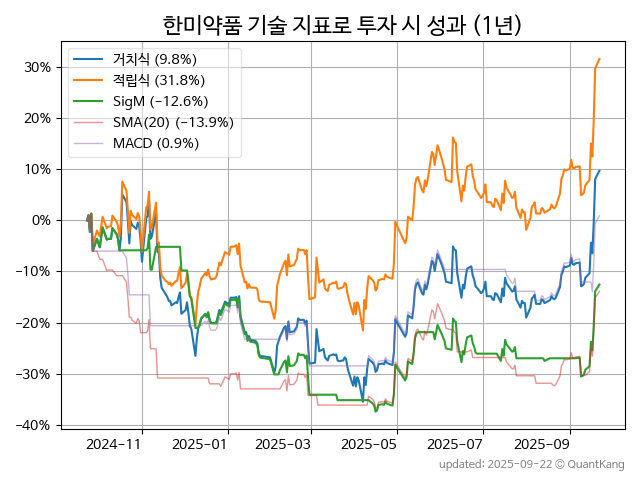 한미약품 기술 지표로 투자 시 성과 (1년)
거치식 (9.8%)
적립식 (31.8%)
SigM (-12.6%)
SMA(20) (-13.9%)
MACD (0.9%)
30%
20%
10%
0%
-10%
-20%
-30%
-40%
2024-11 2025-01 2025-03 2025-05 2025-07 2025-09
updated: 2025-09-22 © QuantKang